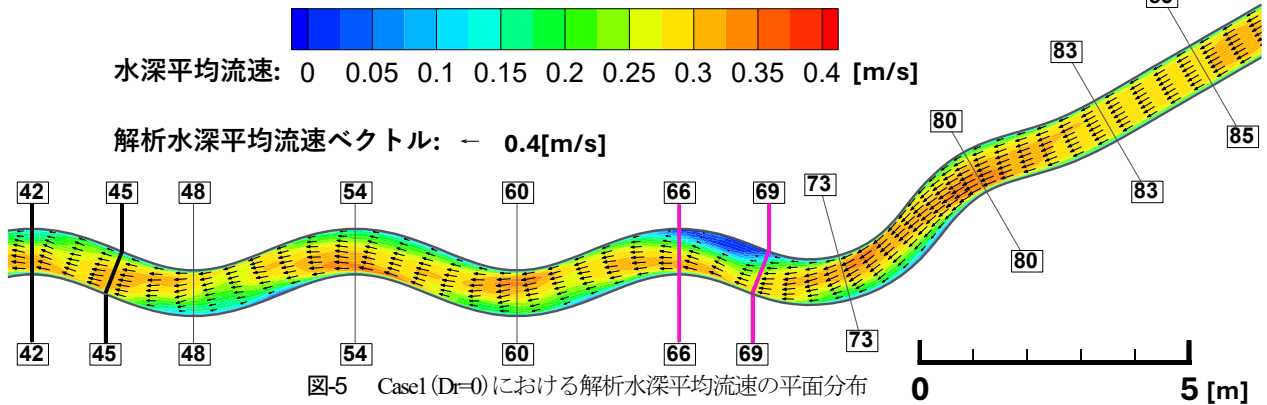 水深平均流速: 0 0.05 0.1 0.15 0.2 0.25 0.3 0.35 0.4 [m/s]
解析水深平均流速ベクトル: ← 0.4[m/s]
42 45 48 54 60 66 69 73 80 83
42 45 48 54 60 66 69 73 80 83 85
図-5 Case1 (Dr=0)における解析水深平均流速の平面分布
0 5 [m]